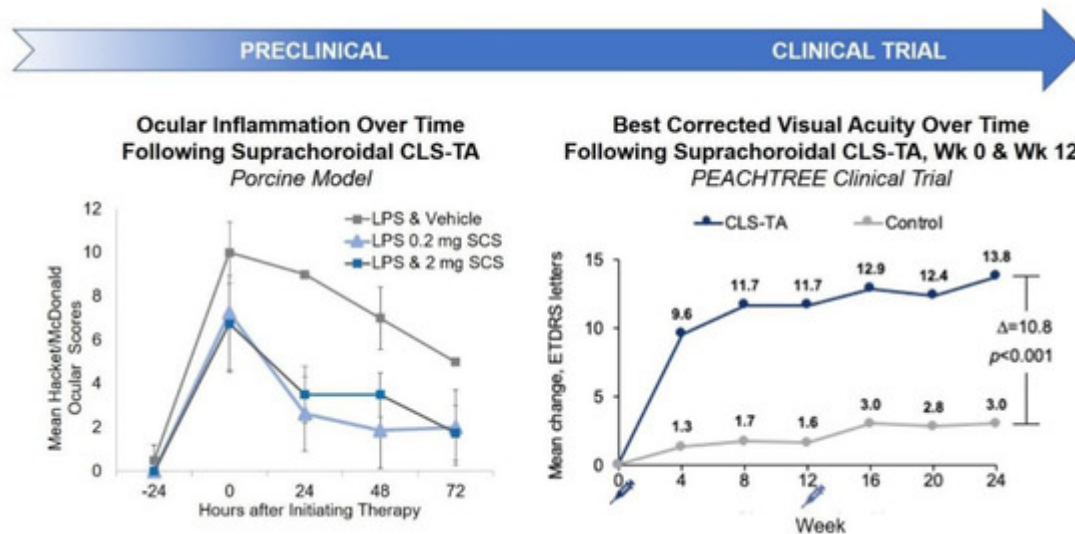 PRECLINICAL
CLINICAL TRIAL
Ocular Inflammation Over Time
Following Suprachoroidal CLS-TA
Porcine Model
12
10
8
6
4
2
0
Mean Hacket/McDonald
Ocular Scores
LPS & Vehicle
LPS 0.2 mg SCS
LPS & 2 mg SCS
-24
0
24
48
72
Hours after Initiating Therapy
Best Corrected Visual Acuity Over Time
Following Suprachoroidal CLS-TA, Wk 0 & Wk 12
PEACHTREE Clinical Trial
CLS-TA
Control
15
10
5
0
Mean change, ETDRS letters
9.6
11.7
11.7
12.9
12.4
13.8
1.3
1.7
1.6
3.0
2.8
3.0
Δ=10.8
p<0.001
0
4
8
12
16
20
24
Week